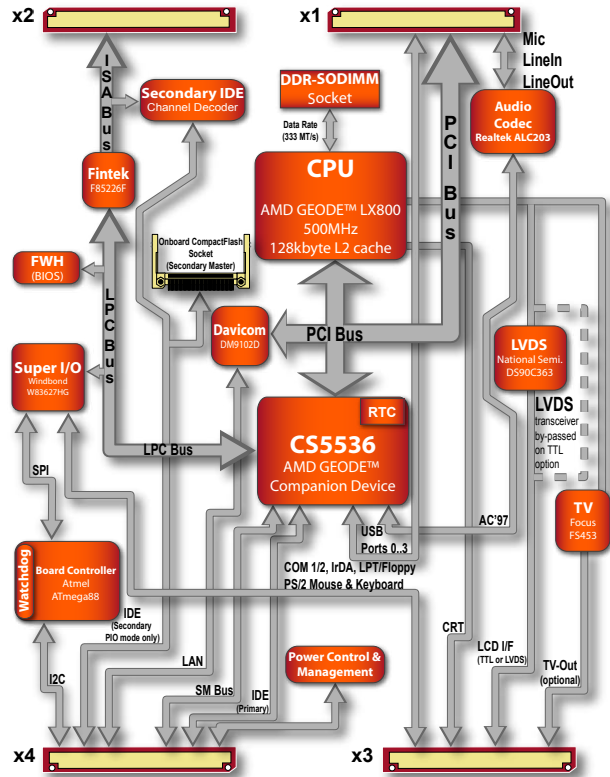 x2
x1
Mic
LineIn
LineOut
ISA Bus
Secondary IDE
Channel Decoder
DDR-SODIMM
Socket
Data Rate
(333 MT/s)
Audio
Codec
Realtek ALC203
PCI Bus
Fintek
F85226F
CPU
AMD GEODE™ LX800
500MHz
128kbyte L2 cache
Onboard CompactFlash
Socket
(Secondary Master)
FWH
(BIOS)
LPC Bus
Davicom
DM9102D
PCI Bus
LVDS
National Semi.
DS90C363
Super I/O
Windbond
W83627HG
LVDS
transceiver
by-passed
on TTL
option
RTC
CS5536
AMD GEODE™
Companion Device
LPC Bus
SPI
TV
Focus
FS453
USB
Ports 0..3
AC'97
Watchdog
Board Controller
Atmel
ATmega88
COM 1/2, IrDA, LPT/Floppy
PS/2 Mouse & Keyboard
IDE
(Secondary
PIO mode only)
I2C
LAN
SM Bus
IDE
(Primary)
Power Control &
Management
CRT
LCD I/F
(TTL or LVDS)
TV-Out
(optional)
x4
x3